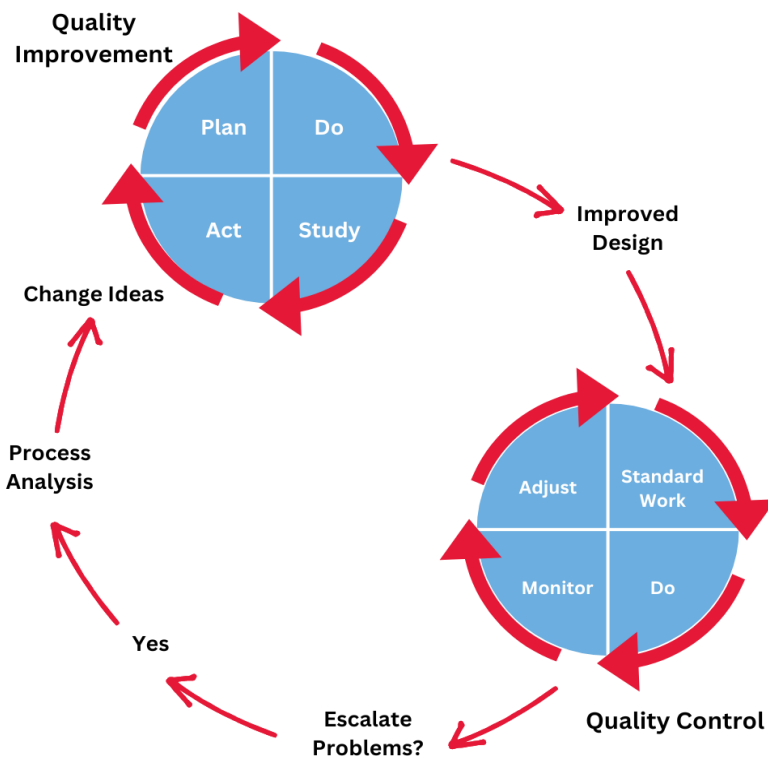 Quality
Improvement
Plan
Do
Act
Study
Improved
Design
Change Ideas
Process
Analysis
Adjust
Standard
Work
Monitor
Do
Yes
Escalate
Problems?
Quality Control